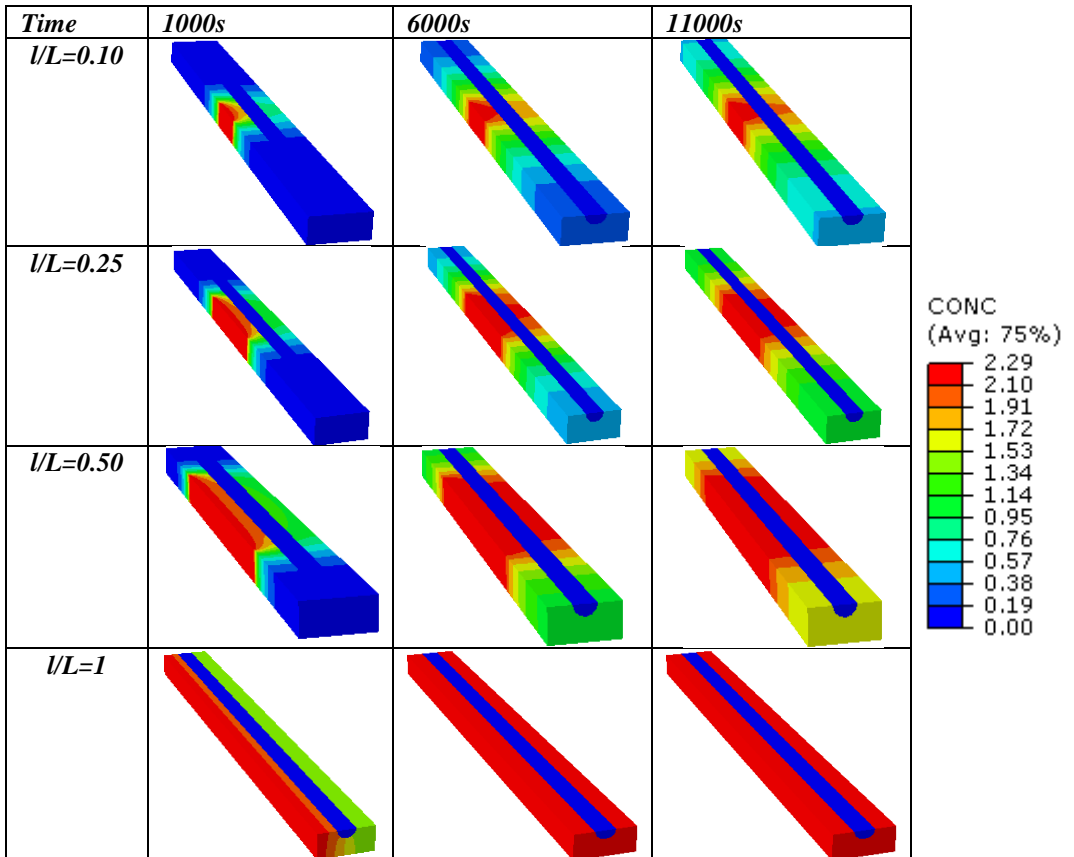 Time 1000s 6000s 11000s
l/L=0.10
l/L=0.25
l/L=0.50
l/L=1
CONC
(Avg: 75%)
2.29
2.10
1.91
1.72
1.53
1.34
1.14
0.95
0.76
0.57
0.38
0.19
0.00